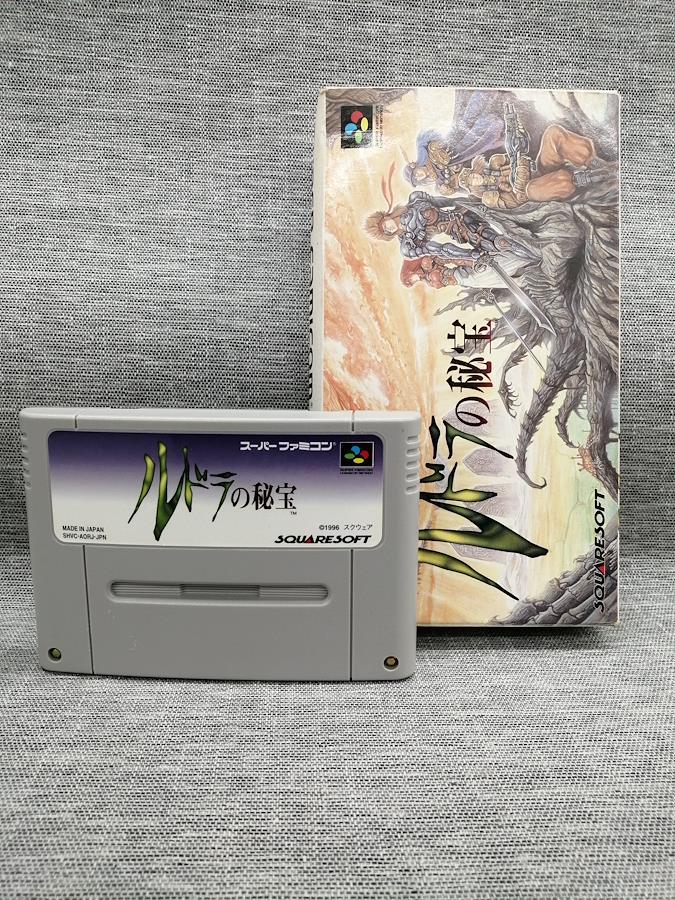 スーパーファミコン
ルドラの秘宝
TM
©1996 スクウェア
MADE IN JAPAN
SHVC-AORJ-JPN
SQUARESOFT
ルドラの秘宝
SQUARESOFT